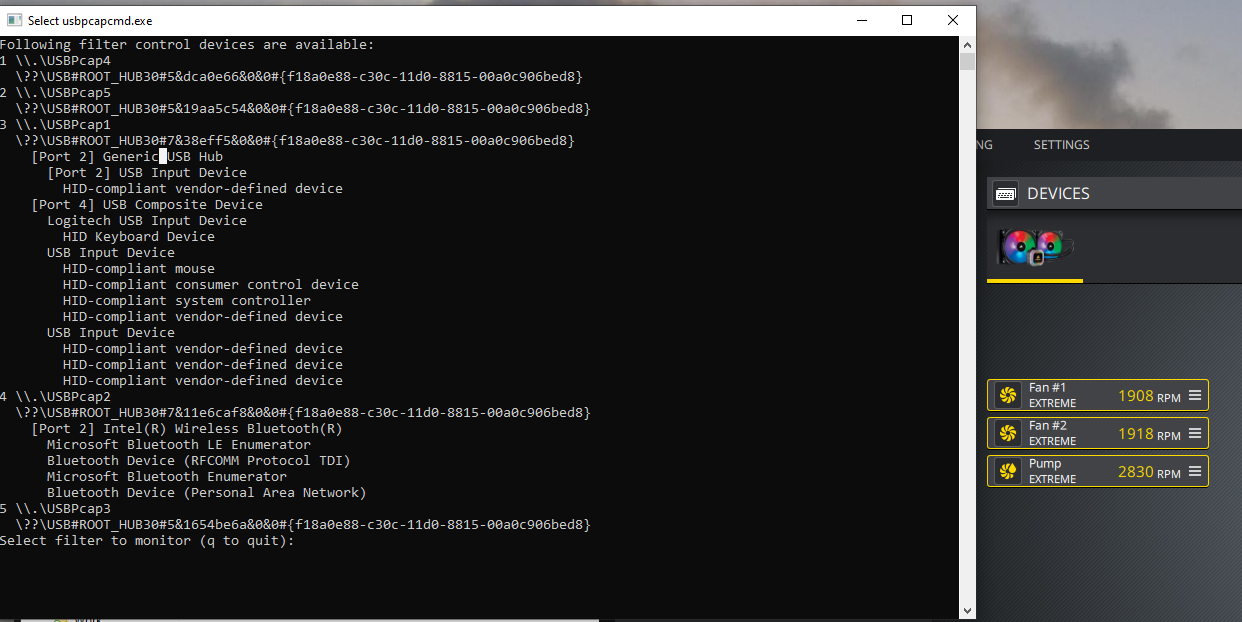 Select usbpcapcmd.exe
Following filter control devices are available:
1 \\.\USBPcap4
\??\USB#ROOT_HUB30#5&dca0e66&0&0#{f18a0e88-c30c-11d0-8815-00a0c906bed8}
2 \\.\USBPcap5
\??\USB#ROOT_HUB30#5&19aa5c54&0&0#{f18a0e88-c30c-11d0-8815-00a0c906bed8}
3 \\.\USBPcap1
\??\USB#ROOT_HUB30#7&38eff5&0&0#{f18a0e88-c30c-11d0-8815-00a0c906bed8}
[Port 2] Generic USB Hub
[Port 2] USB Input Device
HID-compliant vendor-defined device
[Port 4] USB Composite Device
Logitech USB Input Device
HID Keyboard Device
USB Input Device
HID-compliant mouse
HID-compliant consumer control device
HID-compliant system controller
HID-compliant vendor-defined device
USB Input Device
HID-compliant vendor-defined device
HID-compliant vendor-defined device
HID-compliant vendor-defined device
4 \\.\USBPcap2
\??\USB#ROOT_HUB30#7&11e6caf8&0&0#{f18a0e88-c30c-11d0-8815-00a0c906bed8}
[Port 2] Intel(R) Wireless Bluetooth(R)
Microsoft Bluetooth LE Enumerator
Bluetooth Device (RFCOMM Protocol TDI)
Microsoft Bluetooth Enumerator
Bluetooth Device (Personal Area Network)
5 \\.\USBPcap3
\??\USB#ROOT_HUB30#5&1654be6a&0&0#{f18a0e88-c30c-11d0-8815-00a0c906bed8}
Select filter to monitor (q to quit):
NG SETTINGS
DEVICES
Fan #1
EXTREME 1908 RPM
Fan #2
EXTREME 1918 RPM
Pump
EXTREME 2830 RPM